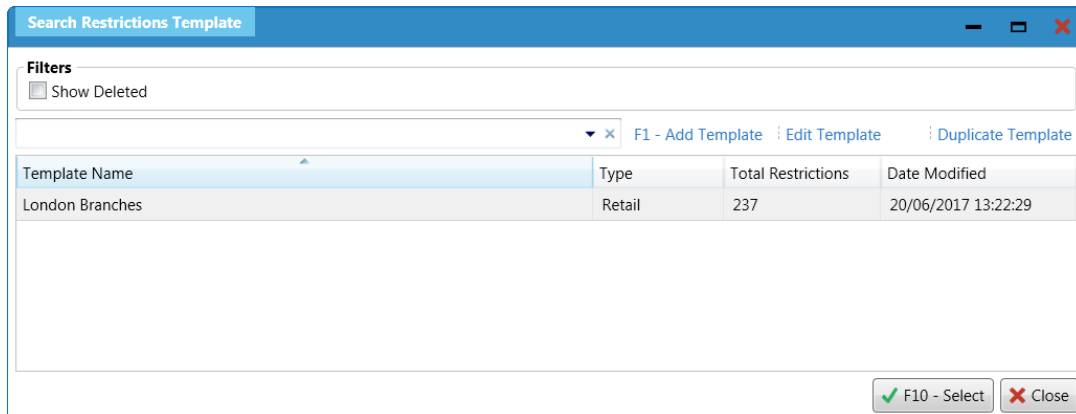 Search Restrictions Template
Filters
Show Deleted
F1 - Add Template Edit Template Duplicate Template
Template Name Type Total Restrictions Date Modified
London Branches Retail 237 20/06/2017 13:22:29
F10 - Select Close